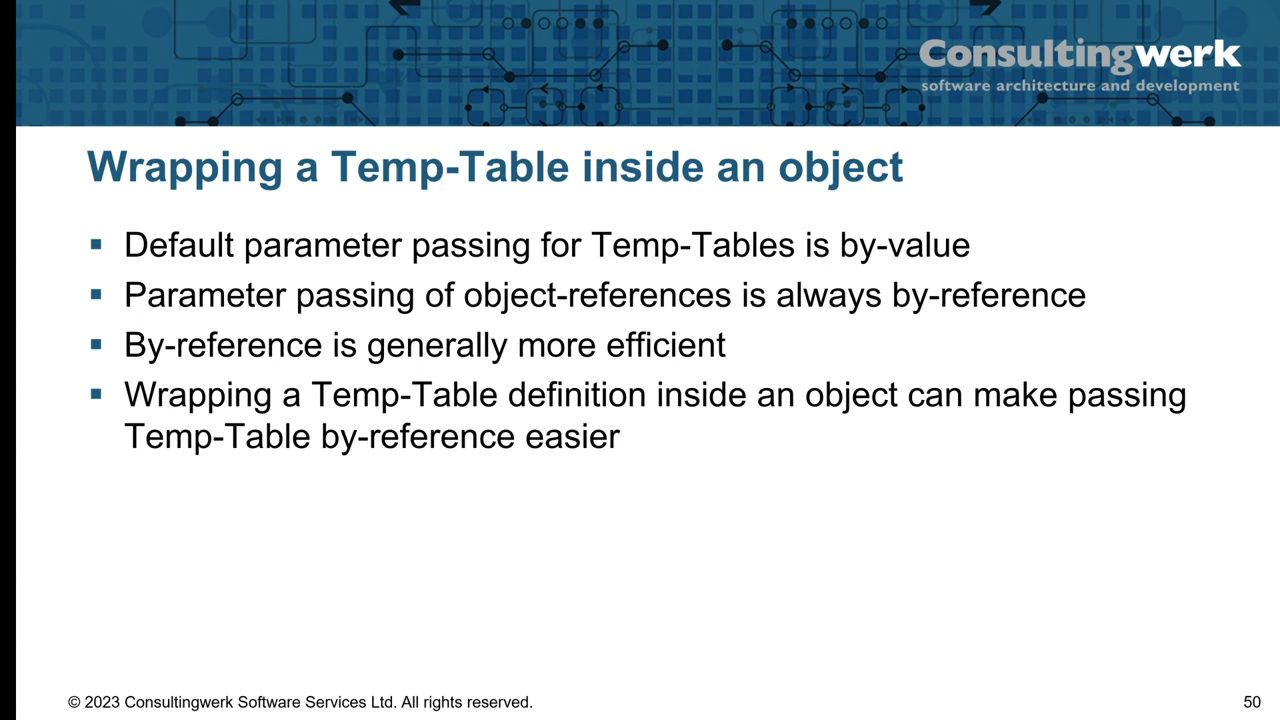 Consultingwerk
software architecture and development
Wrapping a Temp-Table inside an object
▪ Default parameter passing for Temp-Tables is by-value
▪ Parameter passing of object-references is always by-reference
▪ By-reference is generally more efficient
▪ Wrapping a Temp-Table definition inside an object can make passing
Temp-Table by-reference easier
© 2023 Consultingwerk Software Services Ltd. All rights reserved.
50